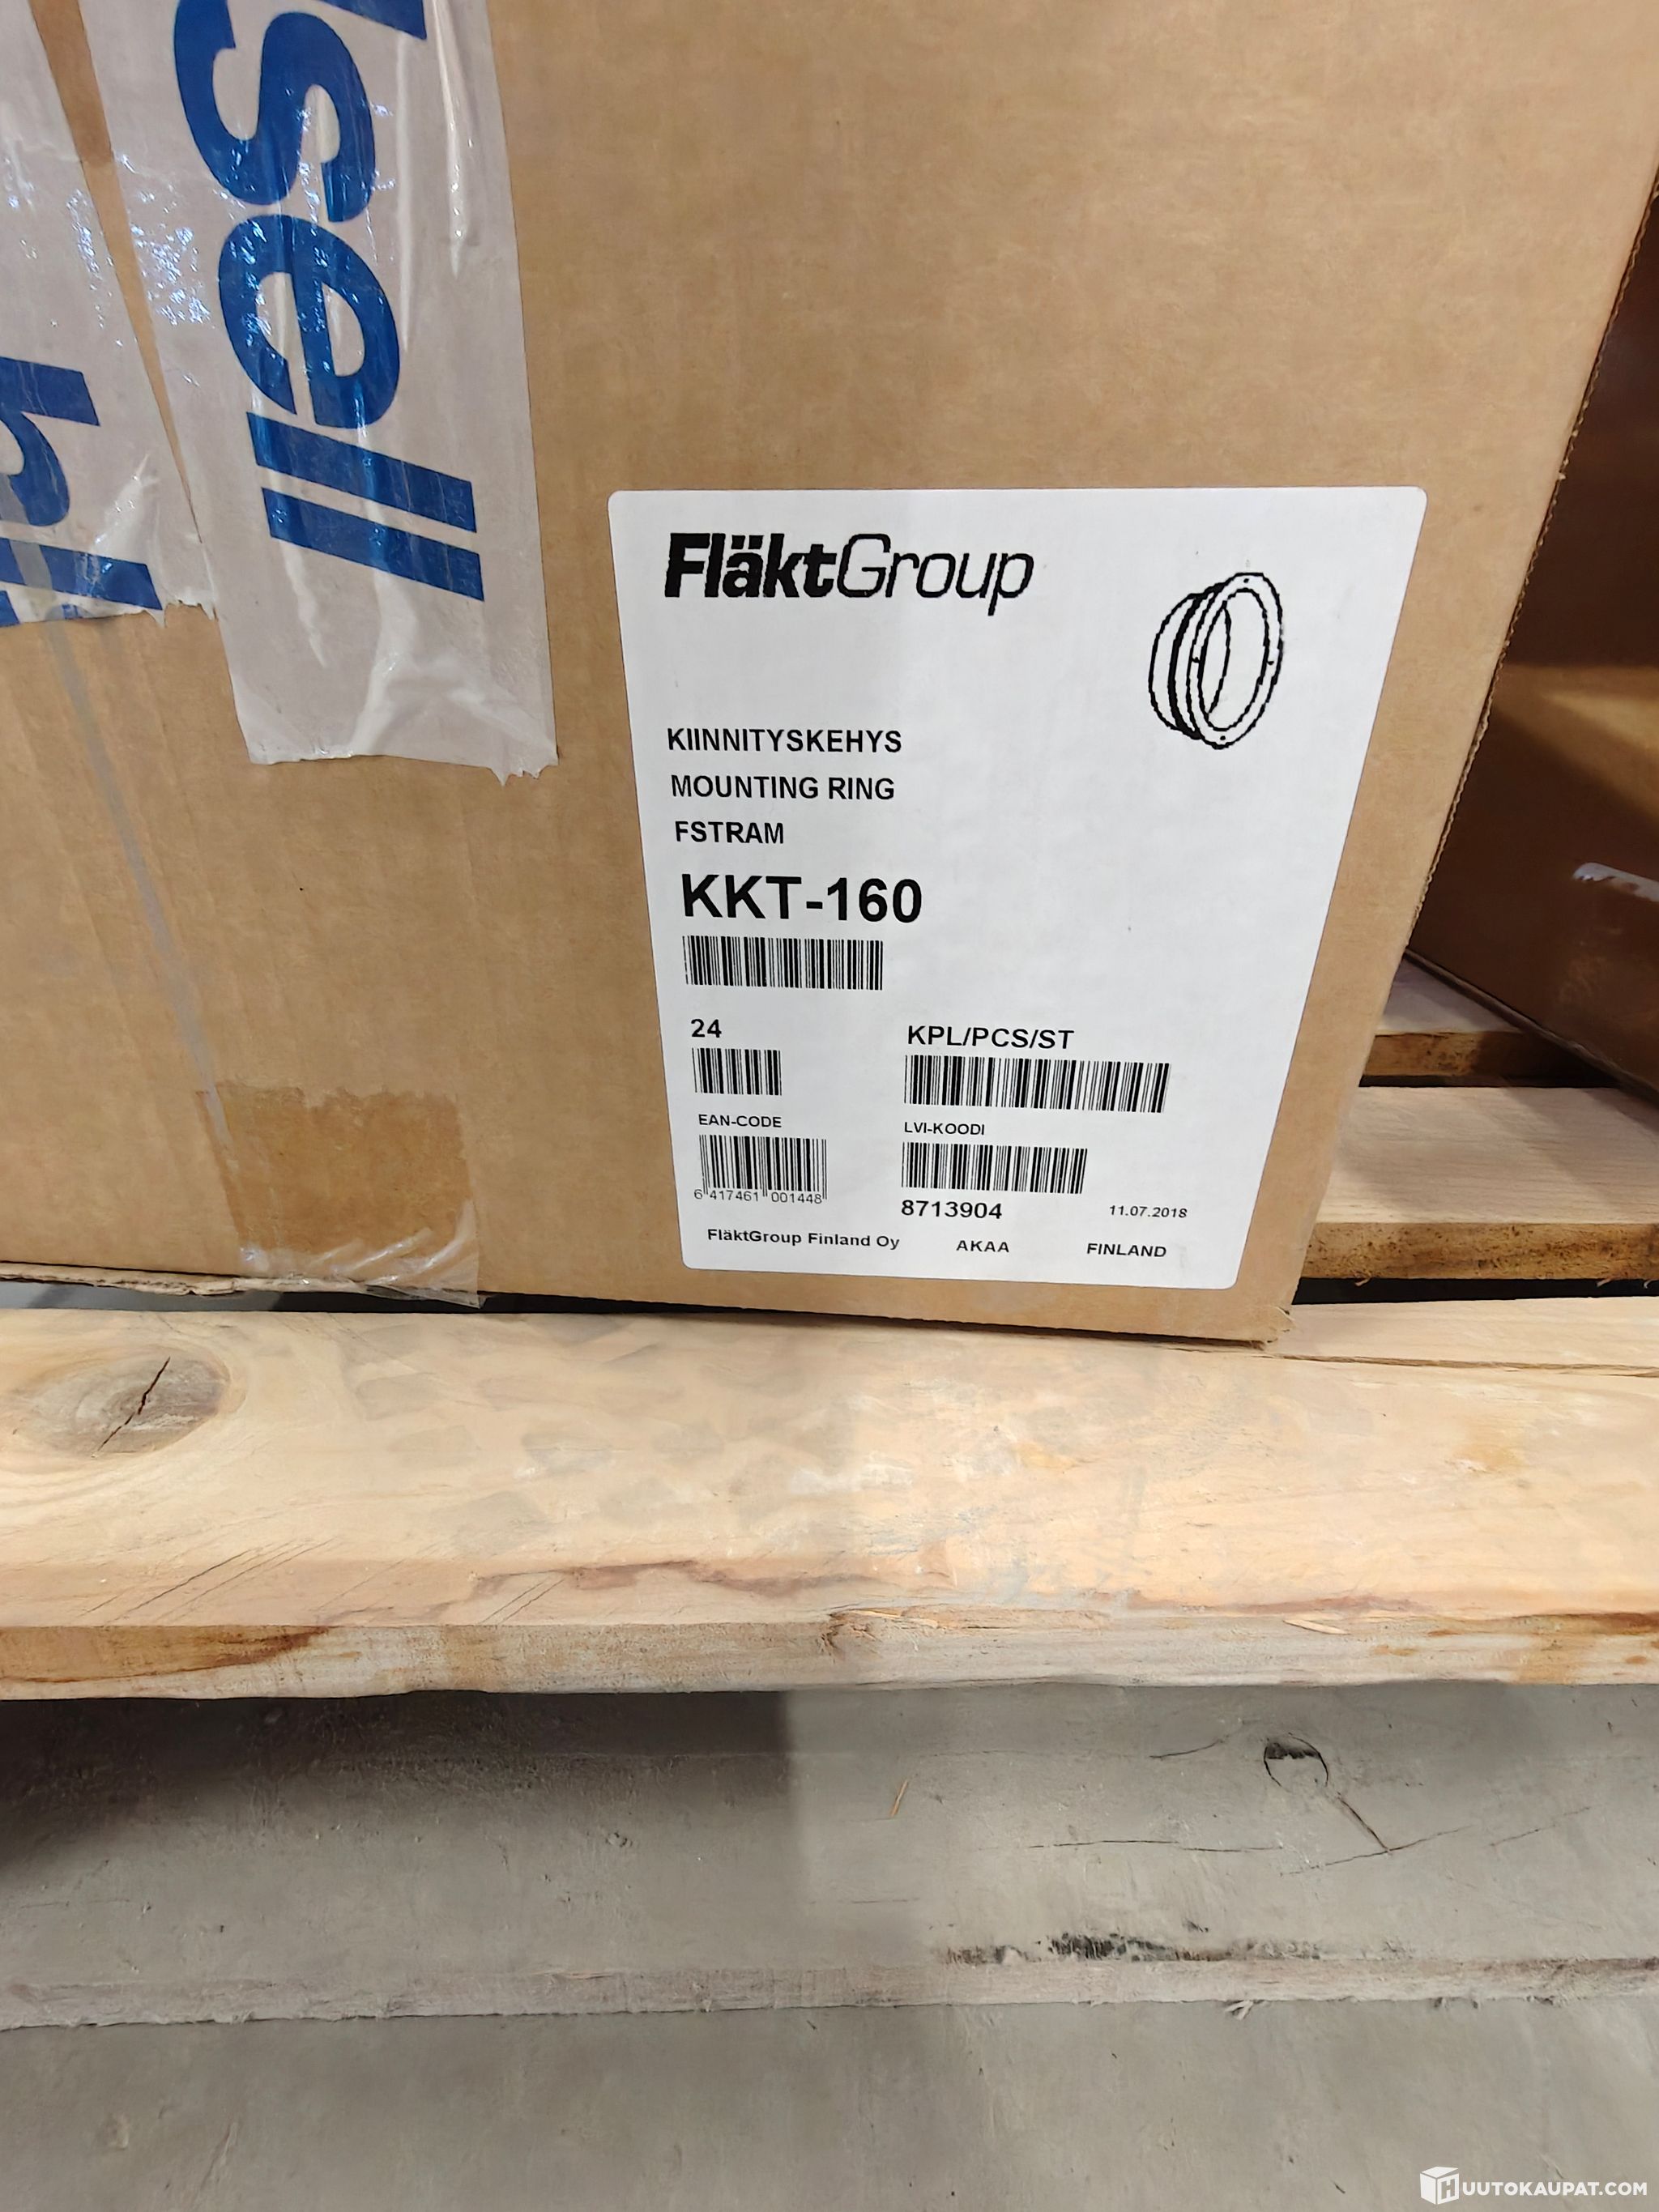 sell
FläktGroup
KIINNITYSKEHYS
MOUNTING RING
FSTRAM
KKT-160
24 KPL/PCS/ST
EAN-CODE LVI-KOODI
6 417461 001448
8713904 11.07.2018
FläktGroup Finland Oy AKAA FINLAND
HUUTOKAUPAT.COM